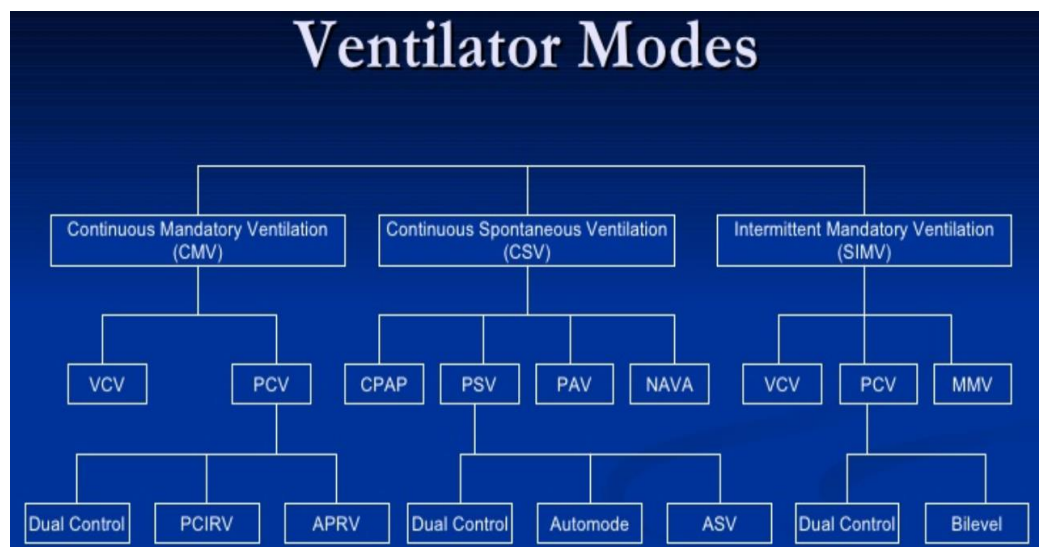 Ventilator Modes
Continuous Mandatory Ventilation
(CMV)
Continuous Spontaneous Ventilation
(CSV)
Intermittent Mandatory Ventilation
(SIMV)
VCV
PCV
CPAP
PSV
PAV
NAVA
VCV
PCV
MMV
Dual Control
PCIRV
APRV
Dual Control
Automode
ASV
Dual Control
Bilevel